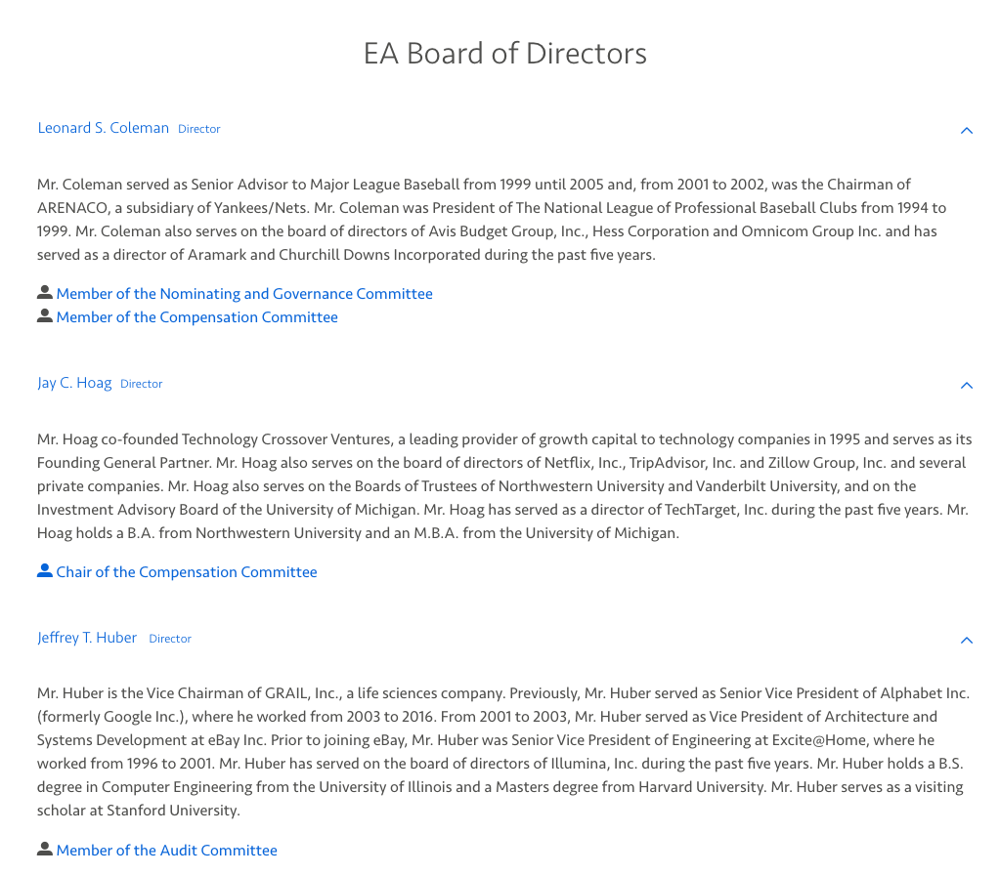 EA Board of Directors
Leonard S. Coleman Director
Mr. Coleman served as Senior Advisor to Major League Baseball from 1999 until 2005 and, from 2001 to 2002, was the Chairman of
ARENACO, a subsidiary of Yankees/Nets. Mr. Coleman was President of The National League of Professional Baseball Clubs from 1994 to
1999. Mr. Coleman also serves on the board of directors of Avis Budget Group, Inc., Hess Corporation and Omnicom Group Inc. and has
served as a director of Aramark and Churchill Downs Incorporated during the past five years.
Member of the Nominating and Governance Committee
Member of the Compensation Committee
Jay C. Hoag Director
Mr. Hoag co-founded Technology Crossover Ventures, a leading provider of growth capital to technology companies in 1995 and serves as its
Founding General Partner. Mr. Hoag also serves on the board of directors of Netflix, Inc., TripAdvisor, Inc. and Zillow Group, Inc. and several
private companies. Mr. Hoag also serves on the Boards of Trustees of Northwestern University and Vanderbilt University, and on the
Investment Advisory Board of the University of Michigan. Mr. Hoag has served as a director of TechTarget, Inc. during the past five years. Mr.
Hoag holds a B.A. from Northwestern University and an M.B.A. from the University of Michigan.
Chair of the Compensation Committee
Jeffrey T. Huber Director
Mr. Huber is the Vice Chairman of GRAIL, Inc., a life sciences company. Previously, Mr. Huber served as Senior Vice President of Alphabet Inc.
(formerly Google Inc.), where he worked from 2003 to 2016. From 2001 to 2003, Mr. Huber served as Vice President of Architecture and
Systems Development at eBay Inc. Prior to joining eBay, Mr. Huber was Senior Vice President of Engineering at Excite@Home, where he
worked from 1996 to 2001. Mr. Huber has served on the board of directors of Illumina, Inc. during the past five years. Mr. Huber holds a B.S.
degree in Computer Engineering from the University of Illinois and a Masters degree from Harvard University. Mr. Huber serves as a visiting
scholar at Stanford University.
Member of the Audit Committee